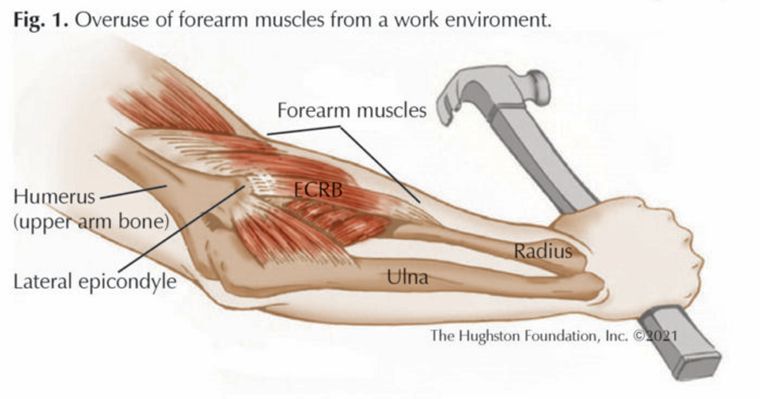 Fig. 1. Overuse of forearm muscles from a work enviroment.
Forearm muscles
ECRB
Humerus
(upper arm bone)
Radius
Lateral epicondyle
Ulna
The Hughston Foundation, Inc. ©2021